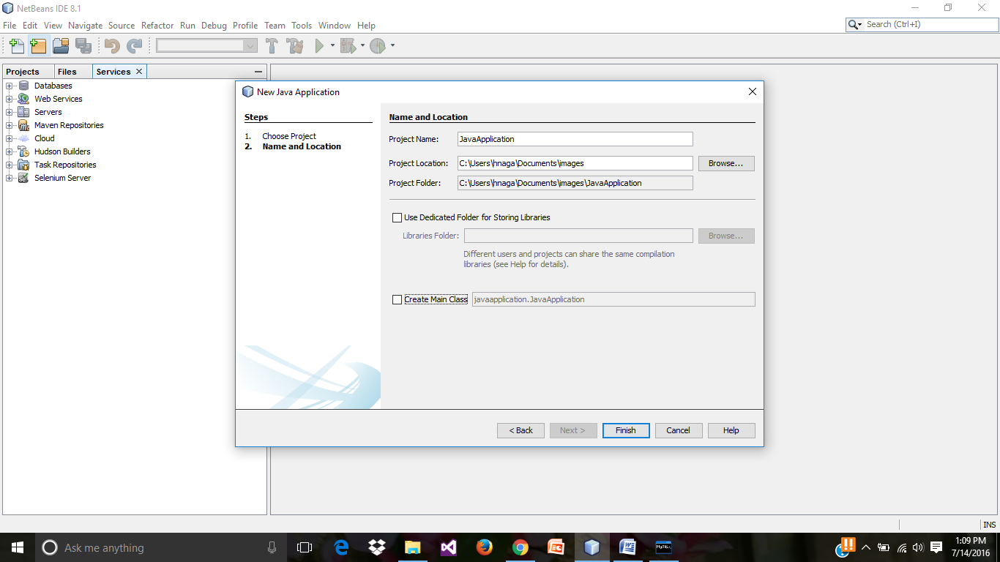 NetBeans IDE 8.1
File Edit View Navigate Source Refactor Run Debug Profile Team Tools Window Help
Search (Ctrl+I)
Projects Files Services
Databases
Web Services
Servers
Maven Repositories
Cloud
Hudson Builders
Task Repositories
Selenium Server
New Java Application
Steps
1. Choose Project
2. Name and Location
Name and Location
Project Name: JavaApplication
Project Location: C:\Users\hnaga\Documents\images Browse...
Project Folder: C:\Users\hnaga\Documents\images\JavaApplication
Use Dedicated Folder for Storing Libraries
Libraries Folder: Browse...
Different users and projects can share the same compilation
libraries (see Help for details).
Create Main Class javaapplication.JavaApplication
< Back Next > Finish Cancel Help
INS
Ask me anything
MySQL
1:09 PM
7/14/2016